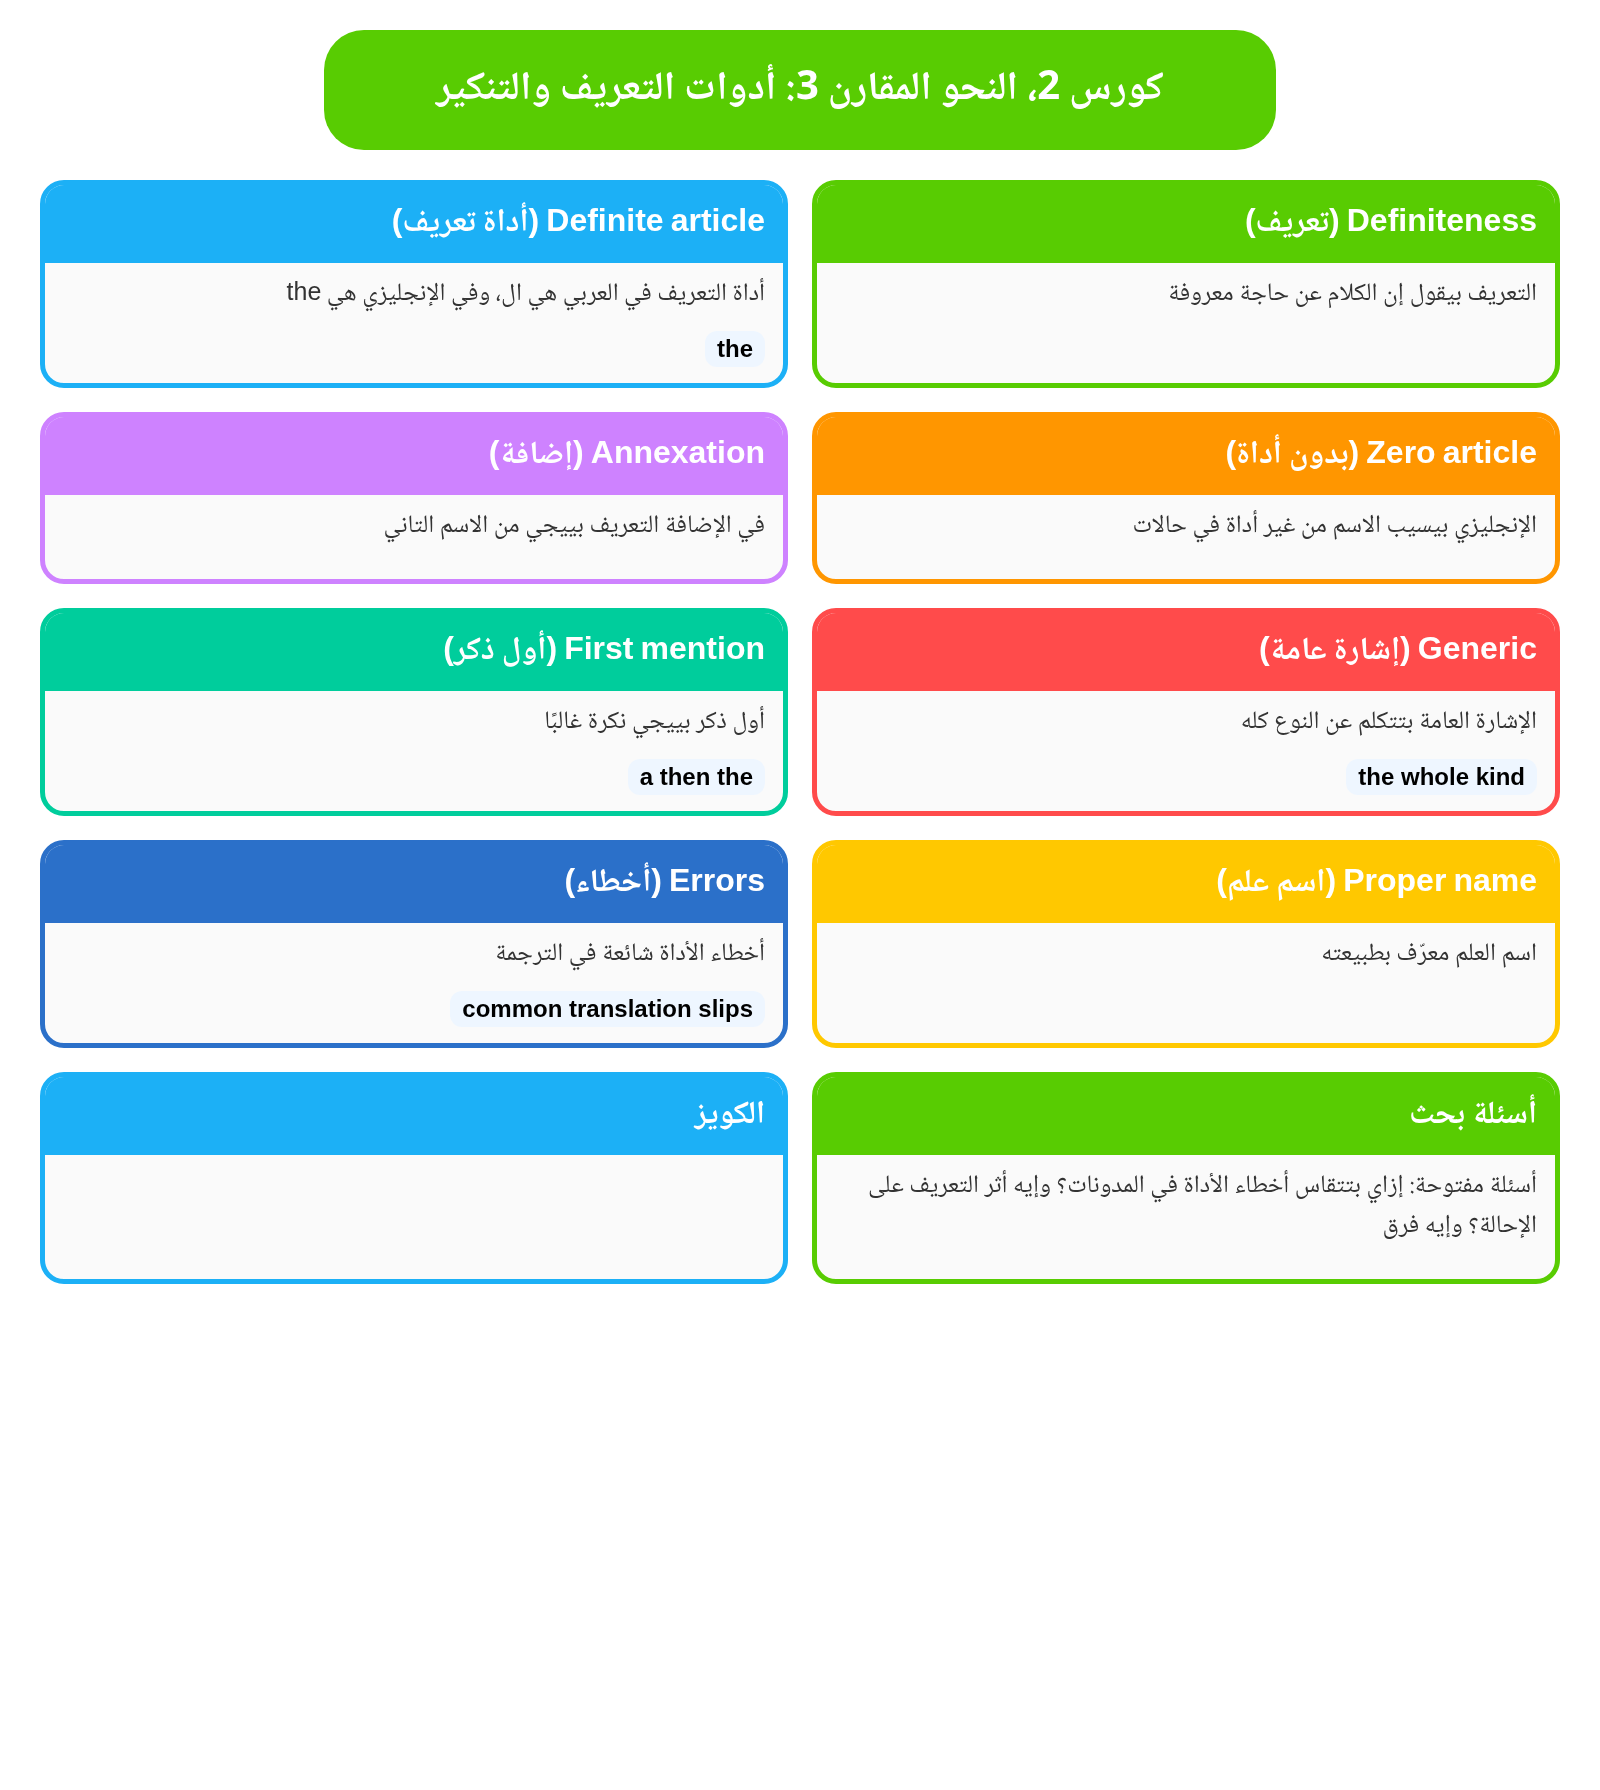 كورس 2، النحو المقارن 3: أدوات التعريف والتنكير
Definiteness (تعريف)
التعريف بيقول إن الكلام عن حاجة معروفة
Definite article (أداة تعريف)
أداة التعريف في العربي هي ال، وفي الإنجليزي هي the
the
Zero article (بدون أداة)
الإنجليزي بيسيب الاسم من غير أداة في حالات
Annexation (إضافة)
في الإضافة التعريف بييجي من الاسم التاني
Generic (إشارة عامة)
الإشارة العامة بتتكلم عن النوع كله
the whole kind
First mention (أول ذكر)
أول ذكر بييجي نكرة غالبًا
a then the
Proper name (اسم علم)
اسم العلم معرّف بطبيعته
Errors (أخطاء)
أخطاء الأداة شائعة في الترجمة
common translation slips
أسئلة بحث
أسئلة مفتوحة: إزاي بتتقاس أخطاء الأداة في المدونات؟ وإيه أثر التعريف على
الإحالة؟ وإيه فرق
الكويز